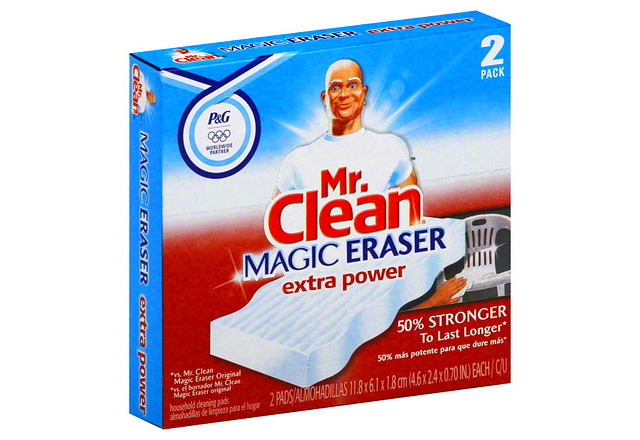 MAGIC ERASER extra power
2
PACK
P&G
WORLDWIDE
PARTNER
Mr.
Clean
MAGIC ERASER
extra power
50% STRONGER
To Last Longer*
50% más potente para que dure más*
*vs. Mr. Clean
Magic Eraser Original
*vs. el borrador Mr. Clean
Magic Eraser original
household cleaning pads
almohadillas de limpieza para el hogar
2 PADS/ALMOHADILLAS 11.8 x 6.1 x 1.8 cm (4.6 x 2.4 x 0.70 IN.) EACH / C/U
Mr.
Clean
MAGIC ERASER extra power